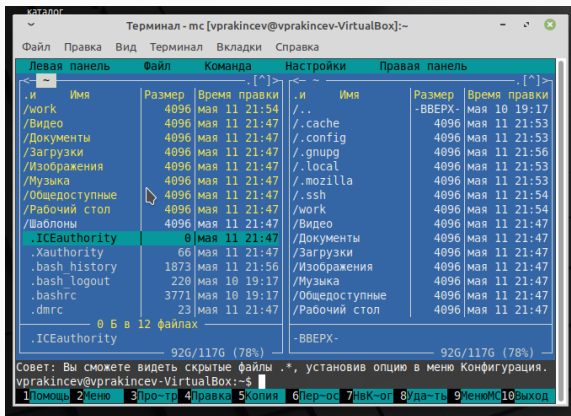 каталог
Терминал - mc [vprakincev@vprakincev-VirtualBox]:~
Файл Правка Вид Терминал Вкладки Справка
Левая панель Файл Команда Настройки Правая панель
<- ~ .[^]> <- ~ .[^]>
.и Имя Размер Время правки .и Имя Размер Время правки
/work 4096 мая 11 21:54 /.. -ВВЕРХ- мая 10 19:17
/Видео 4096 мая 11 21:47 /.cache 4096 мая 11 21:53
/Документы 4096 мая 11 21:47 /.config 4096 мая 11 21:53
/Загрузки 4096 мая 11 21:47 /.gnupg 4096 мая 11 21:56
/Изображения 4096 мая 11 21:47 /.local 4096 мая 11 21:53
/Музыка 4096 мая 11 21:47 /.mozilla 4096 мая 11 21:53
/Общедоступные 4096 мая 11 21:47 /.ssh 4096 мая 11 21:54
/Рабочий стол 4096 мая 11 21:47 /work 4096 мая 11 21:54
/Шаблоны 4096 мая 11 21:47 /Видео 4096 мая 11 21:47
.ICEauthority 0 мая 11 21:47 /Документы 4096 мая 11 21:47
.Xauthority 66 мая 11 21:47 /Загрузки 4096 мая 11 21:47
.bash_history 1873 мая 11 21:56 /Изображения 4096 мая 11 21:47
.bash_logout 220 мая 10 19:17 /Музыка 4096 мая 11 21:47
.bashrc 3771 мая 10 19:17 /Общедоступные 4096 мая 11 21:47
.dmrc 23 мая 11 21:47 /Рабочий стол 4096 мая 11 21:47
0 Б в 12 файлах
.ICEauthority -ВВЕРХ-
92G/117G (78%) 92G/117G (78%)
Совет: Вы сможете видеть скрытые файлы .*, установив опцию в меню Конфигурация.
vprakincev@vprakincev-VirtualBox:~$
1Помощь 2Меню 3Про~тр 4Правка 5Копия 6Пер~ос 7НвК~ог 8Уда~ть 9МенюMC 10Выход